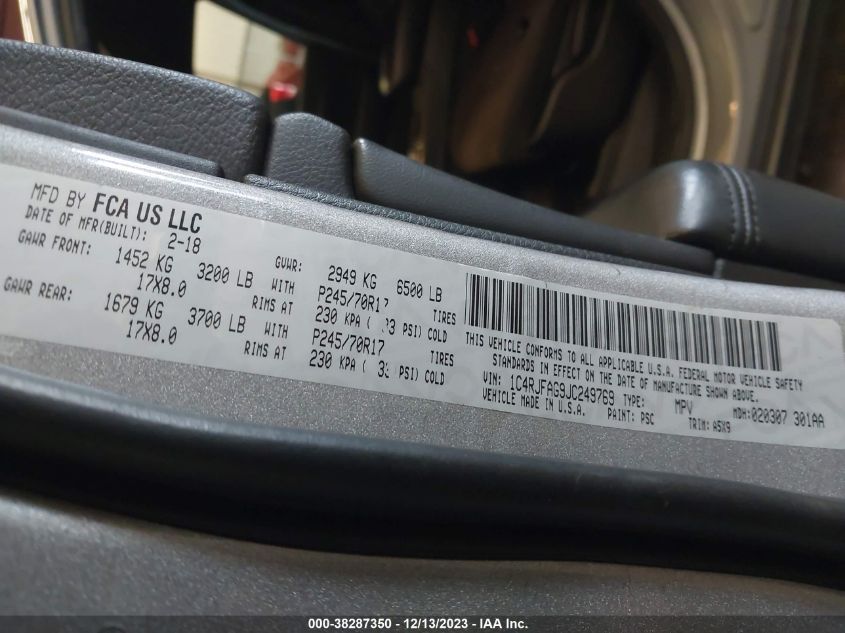 MFD BY FCA US LLC
DATE OF MFR(BUILT): 2-18
GAWR FRONT: 1452 KG 3200 LB WITH
17X8.0 RIMS AT
GAWR REAR: 1679 KG 3700 LB WITH
17X8.0 RIMS AT
GVWR: 2949 KG 6500 LB
P245/70R17 TIRES
230 KPA ( 33 PSI) COLD
P245/70R17 TIRES
230 KPA ( 33 PSI) COLD
THIS VEHICLE CONFORMS TO ALL APPLICABLE U.S.A. FEDERAL MOTOR VEHICLE SAFETY
STANDARDS IN EFFECT ON THE DATE OF MANUFACTURE SHOWN ABOVE.
VIN: 1C4RJFAG9JC249769 TYPE: MPV MDH:020307 301AA
VEHICLE MADE IN U.S.A. PAINT: PSC TRIM: A5X9
000-38287350 - 12/13/2023 - IAA Inc.